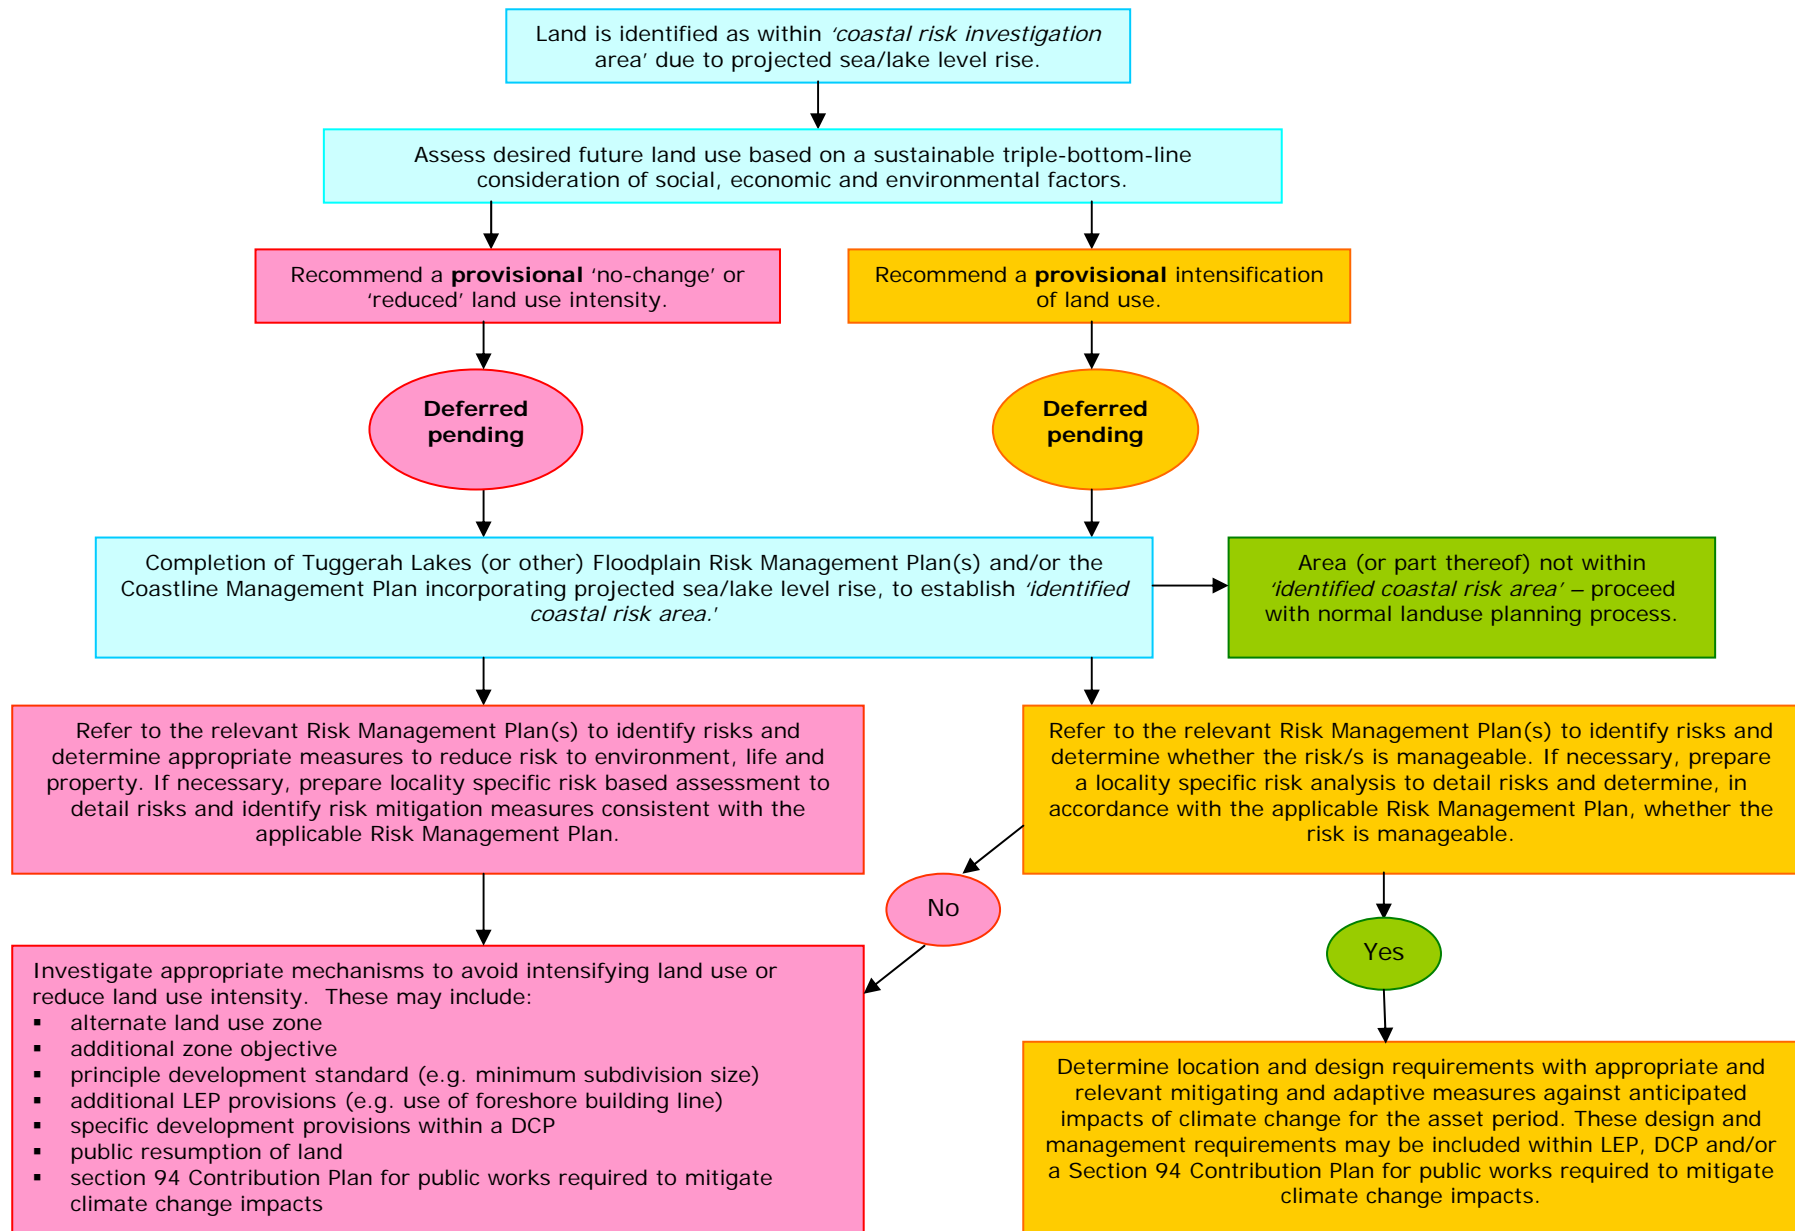 Land is identified as within ‘coastal risk investigation
area’ due to projected sea/lake level rise.
Assess desired future land use based on a sustainable triple-bottom-line
consideration of social, economic and environmental factors.
Recommend a provisional ‘no-change’ or
‘reduced’ land use intensity.
Recommend a provisional intensification
of land use.
Deferred
pending
Deferred
pending
Completion of Tuggerah Lakes (or other) Floodplain Risk Management Plan(s) and/or the
Coastline Management Plan incorporating projected sea/lake level rise, to establish ‘identified
coastal risk area.’
Area (or part thereof) not within
‘identified coastal risk area’ – proceed
with normal landuse planning process.
Refer to the relevant Risk Management Plan(s) to identify risks and
determine appropriate measures to reduce risk to environment, life and
property. If necessary, prepare locality specific risk based assessment to
detail risks and identify risk mitigation measures consistent with the
applicable Risk Management Plan.
Refer to the relevant Risk Management Plan(s) to identify risks and
determine whether the risk/s is manageable. If necessary, prepare
a locality specific risk analysis to detail risks and determine, in
accordance with the applicable Risk Management Plan, whether the
risk is manageable.
No
Yes
Investigate appropriate mechanisms to avoid intensifying land use or
reduce land use intensity.  These may include:
▪ alternate land use zone
▪ additional zone objective
▪ principle development standard (e.g. minimum subdivision size)
▪ additional LEP provisions (e.g. use of foreshore building line)
▪ specific development provisions within a DCP
▪ public resumption of land
▪ section 94 Contribution Plan for public works required to mitigate
climate change impacts
Determine location and design requirements with appropriate and
relevant mitigating and adaptive measures against anticipated
impacts of climate change for the asset period. These design and
management requirements may be included within LEP, DCP and/or
a Section 94 Contribution Plan for public works required to mitigate
climate change impacts.